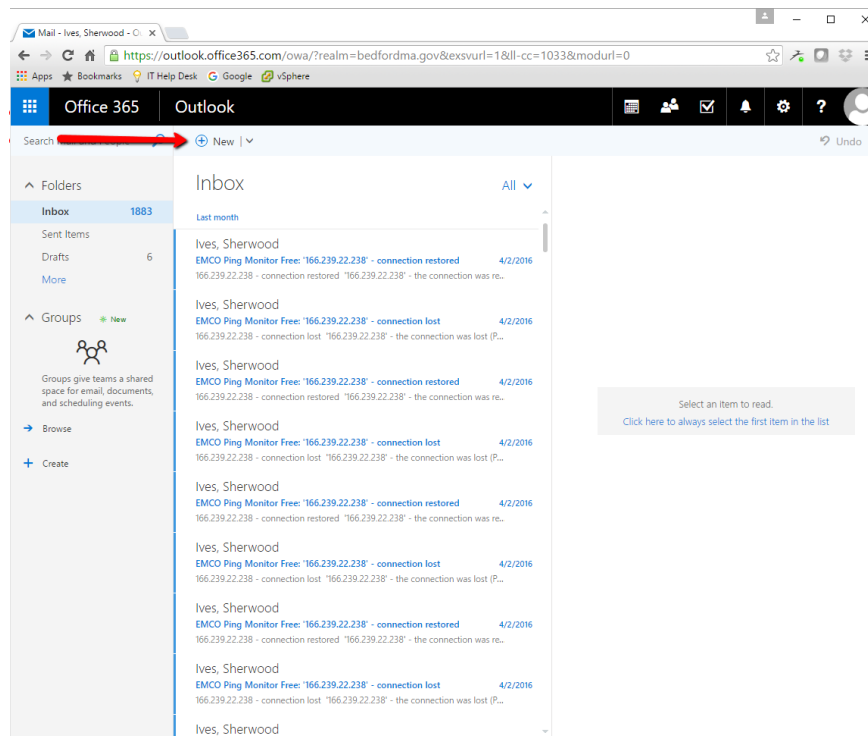 Mail - Ives, Sherwood - O
https://outlook.office365.com/owa/?realm=bedfordma.gov&exsvurl=1&ll-cc=1033&modurl=0
Apps Bookmarks IT Help Desk Google vSphere
Office 365 Outlook ?
Search New Undo
Folders
Inbox 1883
Sent Items
Drafts 6
More
Groups New
Groups give teams a shared
space for email, documents,
and scheduling events.
Browse
Create
Inbox All
Last month
Ives, Sherwood
EMCO Ping Monitor Free: '166.239.22.238' - connection restored 4/2/2016
166.239.22.238 - connection restored '166.239.22.238' - the connection was re..
Ives, Sherwood
EMCO Ping Monitor Free: '166.239.22.238' - connection lost 4/2/2016
166.239.22.238 - connection lost '166.239.22.238' - the connection was lost (P...
Ives, Sherwood
EMCO Ping Monitor Free: '166.239.22.238' - connection restored 4/2/2016
166.239.22.238 - connection restored '166.239.22.238' - the connection was re..
Ives, Sherwood
EMCO Ping Monitor Free: '166.239.22.238' - connection lost 4/2/2016
166.239.22.238 - connection lost '166.239.22.238' - the connection was lost (P...
Ives, Sherwood
EMCO Ping Monitor Free: '166.239.22.238' - connection restored 4/2/2016
166.239.22.238 - connection restored '166.239.22.238' - the connection was re..
Ives, Sherwood
EMCO Ping Monitor Free: '166.239.22.238' - connection lost 4/2/2016
166.239.22.238 - connection lost '166.239.22.238' - the connection was lost (P...
Ives, Sherwood
EMCO Ping Monitor Free: '166.239.22.238' - connection restored 4/2/2016
166.239.22.238 - connection restored '166.239.22.238' - the connection was re..
Ives, Sherwood
EMCO Ping Monitor Free: '166.239.22.238' - connection lost 4/2/2016
166.239.22.238 - connection lost '166.239.22.238' - the connection was lost (P...
Ives, Sherwood
Select an item to read.
Click here to always select the first item in the list